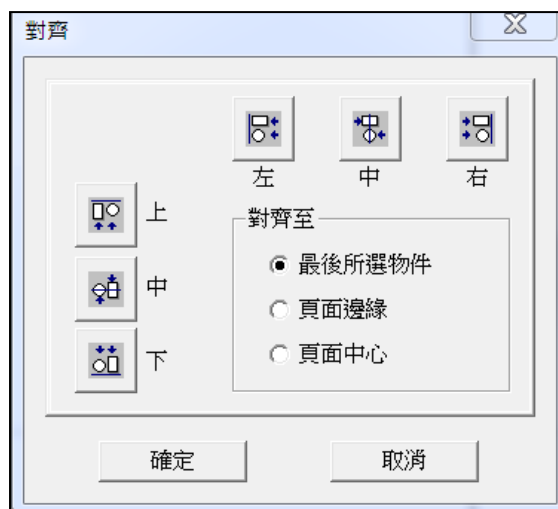 對齊
左 中 右
上
對齊至
最後所選物件
中
頁面邊緣
下
頁面中心
確定 取消